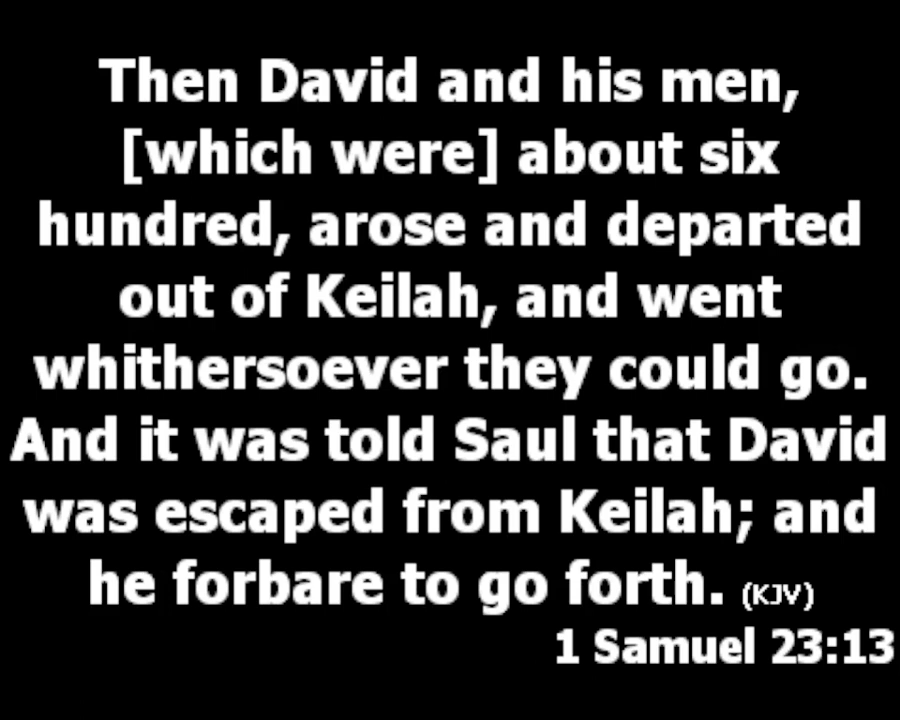 Then David and his men,
[which were] about six
hundred, arose and departed
out of Keilah, and went
whithersoever they could go.
And it was told Saul that David
was escaped from Keilah; and
he forbare to go forth. (KJV)
1 Samuel 23:13